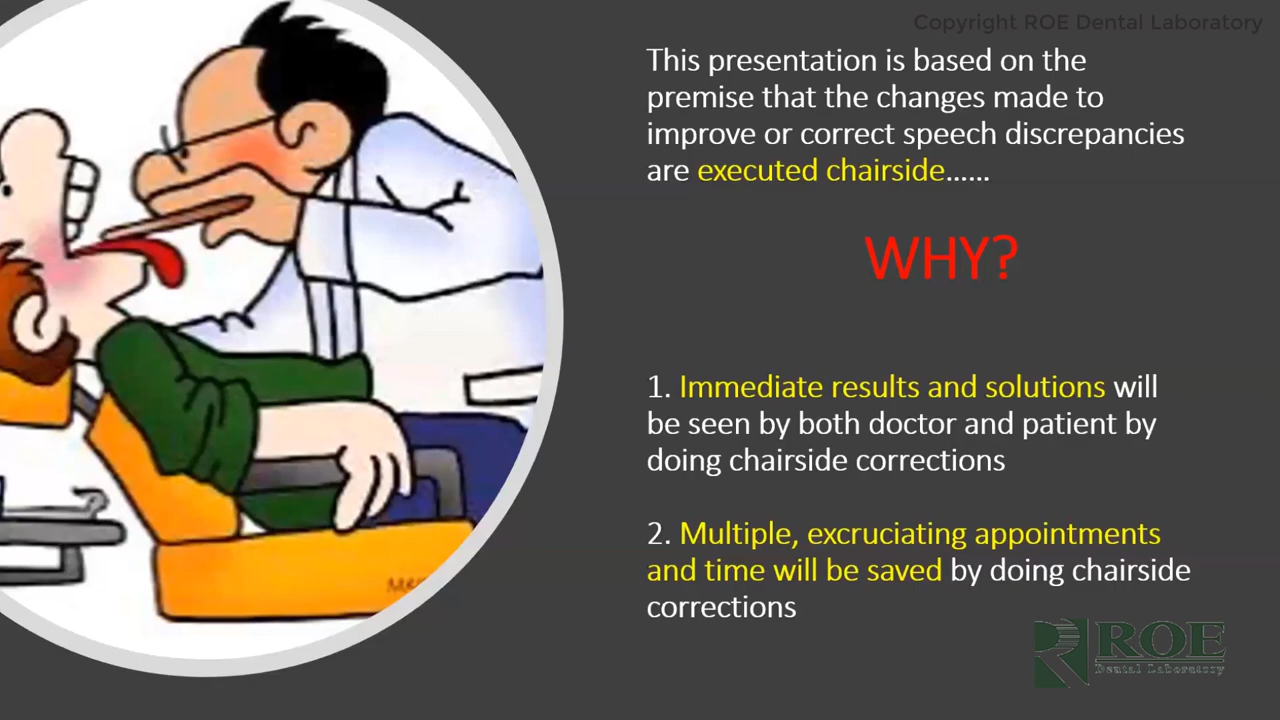 Copyright ROE Dental Laboratory
This presentation is based on the
premise that the changes made to
improve or correct speech discrepancies
are executed chairside......
WHY?
1. Immediate results and solutions will
be seen by both doctor and patient by
doing chairside corrections
2. Multiple, excruciating appointments
and time will be saved by doing chairside
corrections
ROE
Dental Laboratory